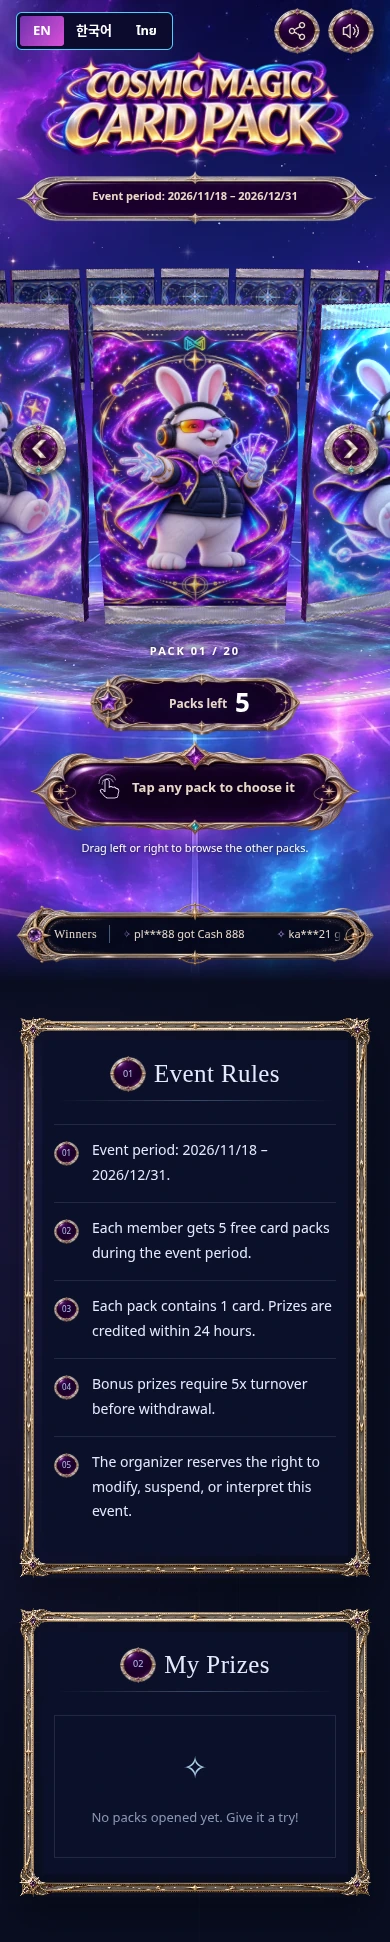 EN 한국어 ไทย
COSMIC MAGIC
CARD PACK
Event period: 2026/11/18 – 2026/12/31
PACK 01 / 20
Packs left 5
Tap any pack to choose it
Drag left or right to browse the other packs.
Winners ✧ pl***88 got Cash 888 ✧ ka***21
01 Event Rules
01 Event period: 2026/11/18 –
2026/12/31.
02 Each member gets 5 free card packs
during the event period.
03 Each pack contains 1 card. Prizes are
credited within 24 hours.
04 Bonus prizes require 5x turnover
before withdrawal.
05 The organizer reserves the right to
modify, suspend, or interpret this
event.
02 My Prizes
No packs opened yet. Give it a try!